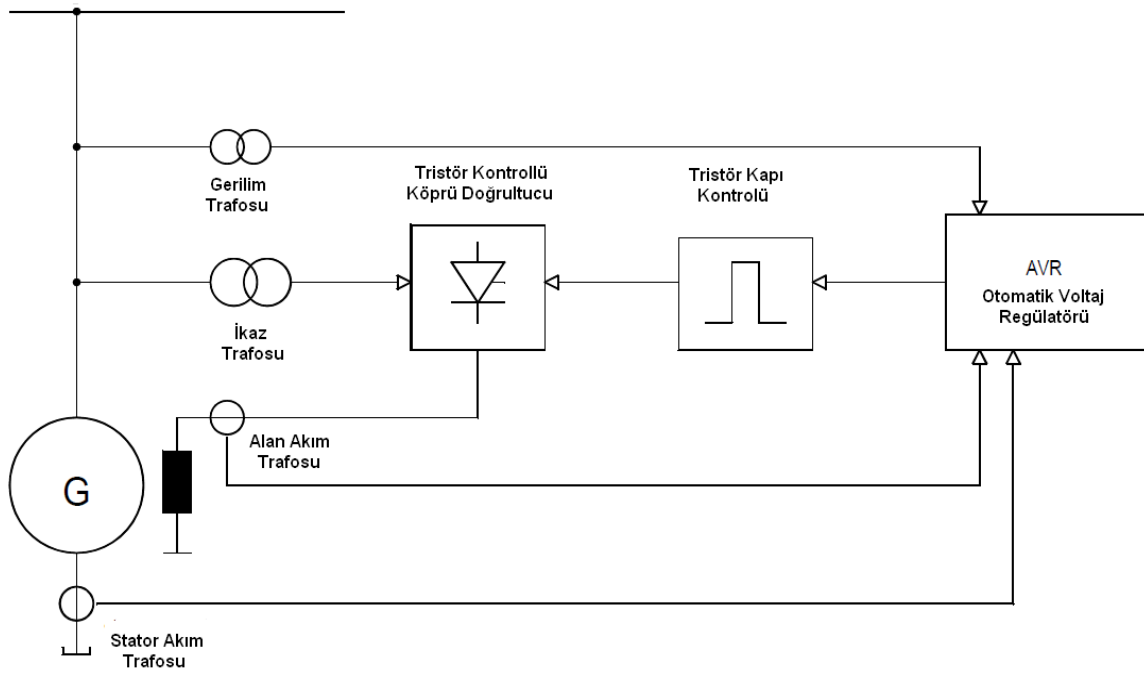 Gerilim
Trafosu
Tristör Kontrollü
Köprü Doğrultucu
Tristör Kapı
Kontrolü
AVR
Otomatik Voltaj
Regülatörü
İkaz
Trafosu
Alan Akım
Trafosu
G
Stator Akım
Trafosu